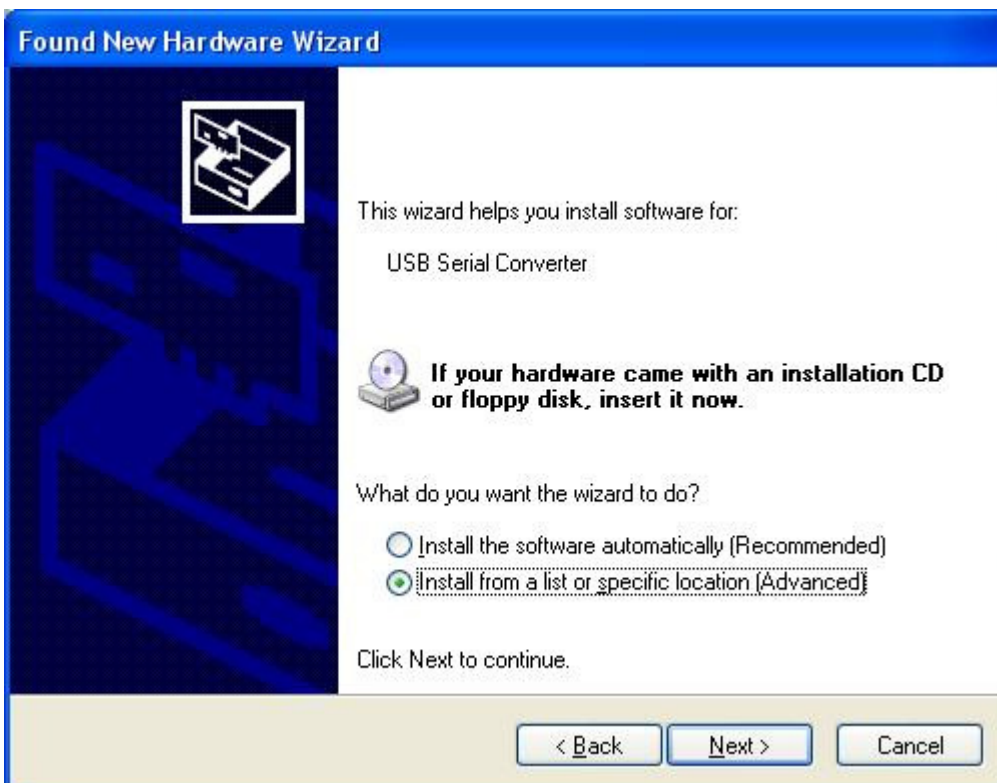 Found New Hardware Wizard
This wizard helps you install software for:
USB Serial Converter
If your hardware came with an installation CD
or floppy disk, insert it now.
What do you want the wizard to do?
Install the software automatically (Recommended)
Install from a list or specific location (Advanced)
Click Next to continue.
< Back
Next >
Cancel